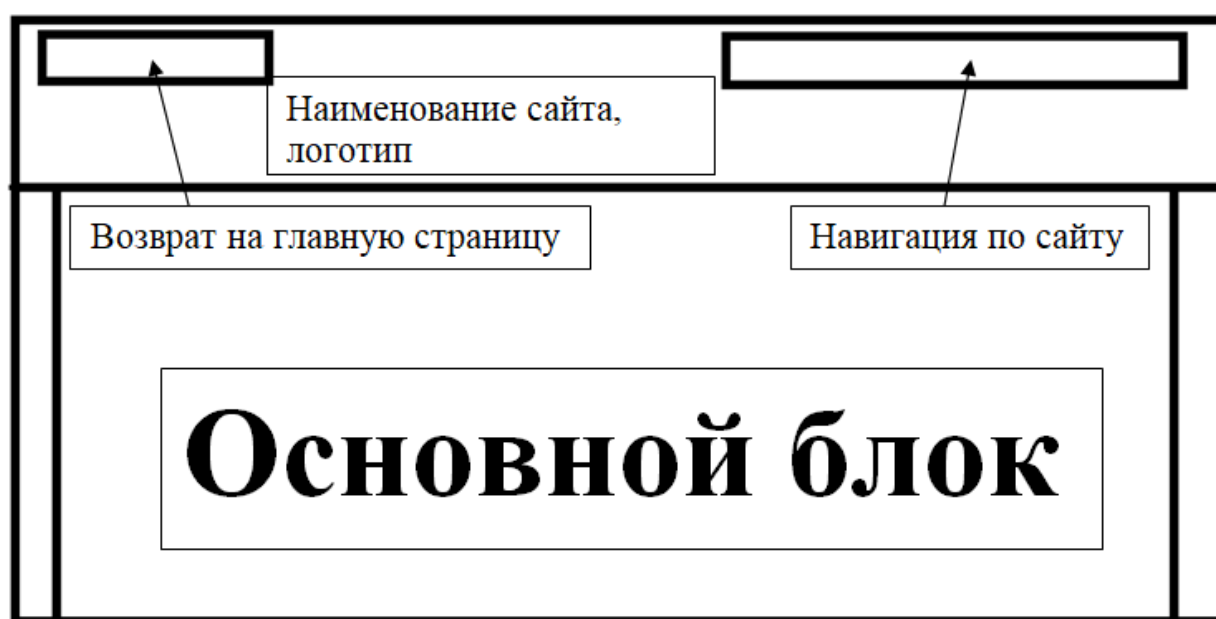 Наименование сайта,
логотип
Возврат на главную страницу
Навигация по сайту
Основной блок